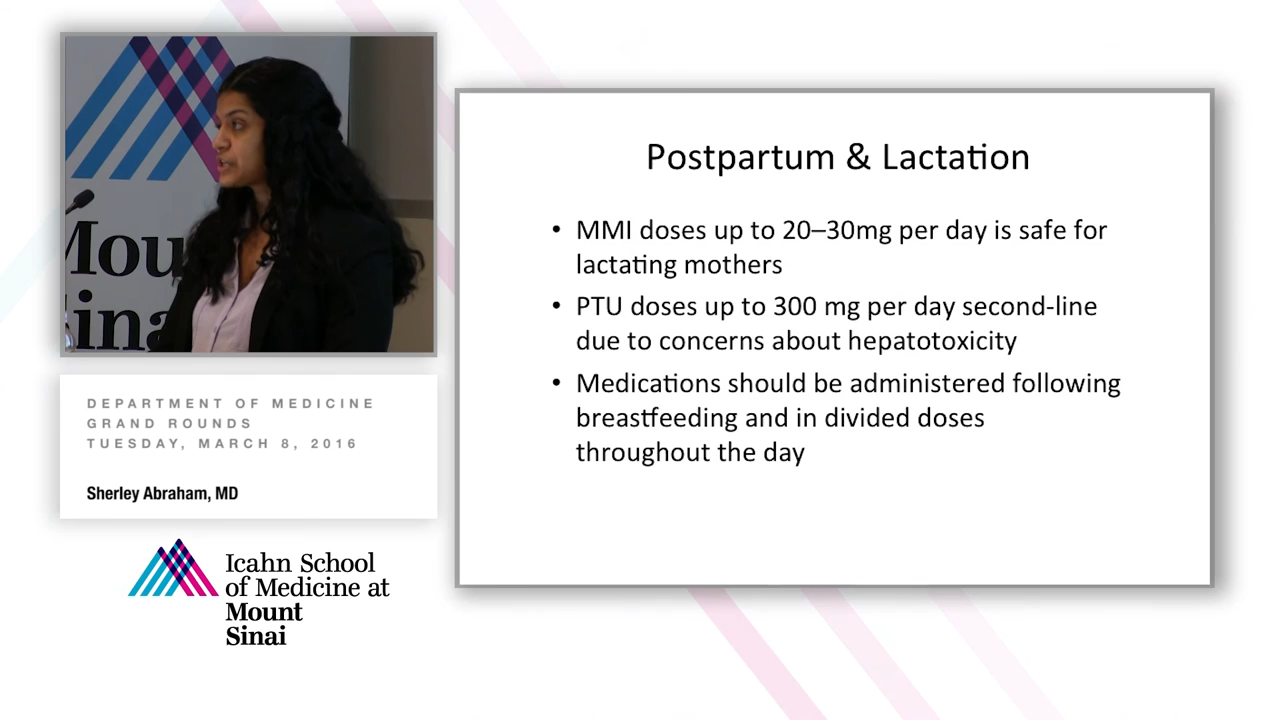 Mou
Sina
DEPARTMENT OF MEDICINE
GRAND ROUNDS
TUESDAY, MARCH 8, 2016
Sherley Abraham, MD
Icahn School
of Medicine at
Mount
Sinai
Postpartum & Lactation
• MMI doses up to 20–30mg per day is safe for
lactating mothers
• PTU doses up to 300 mg per day second-line
due to concerns about hepatotoxicity
• Medications should be administered following
breastfeeding and in divided doses
throughout the day